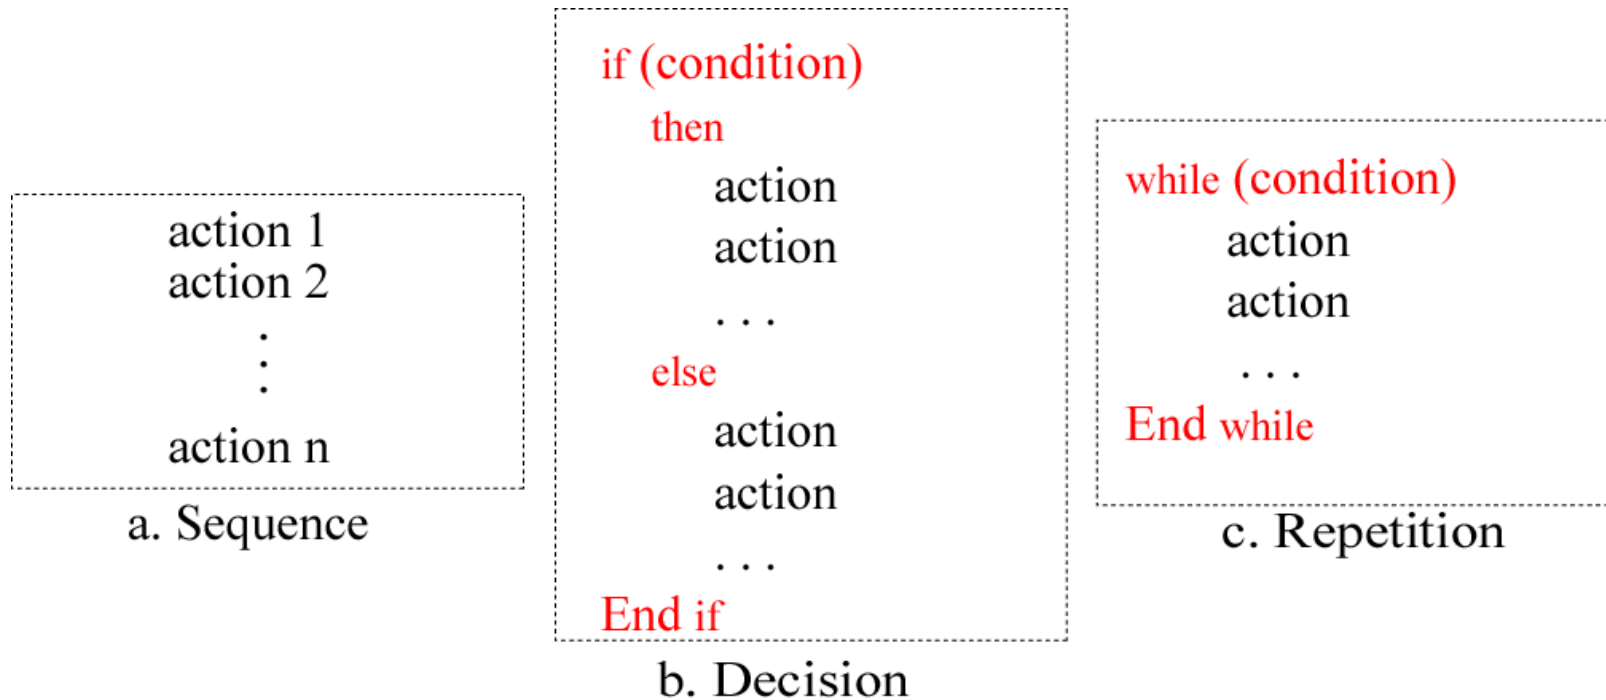 action 1
action 2
.
.
.
action n
a. Sequence
if (condition)
then
action
action
. . .
else
action
action
. . .
End if
b. Decision
while (condition)
action
action
. . .
End while
c. Repetition